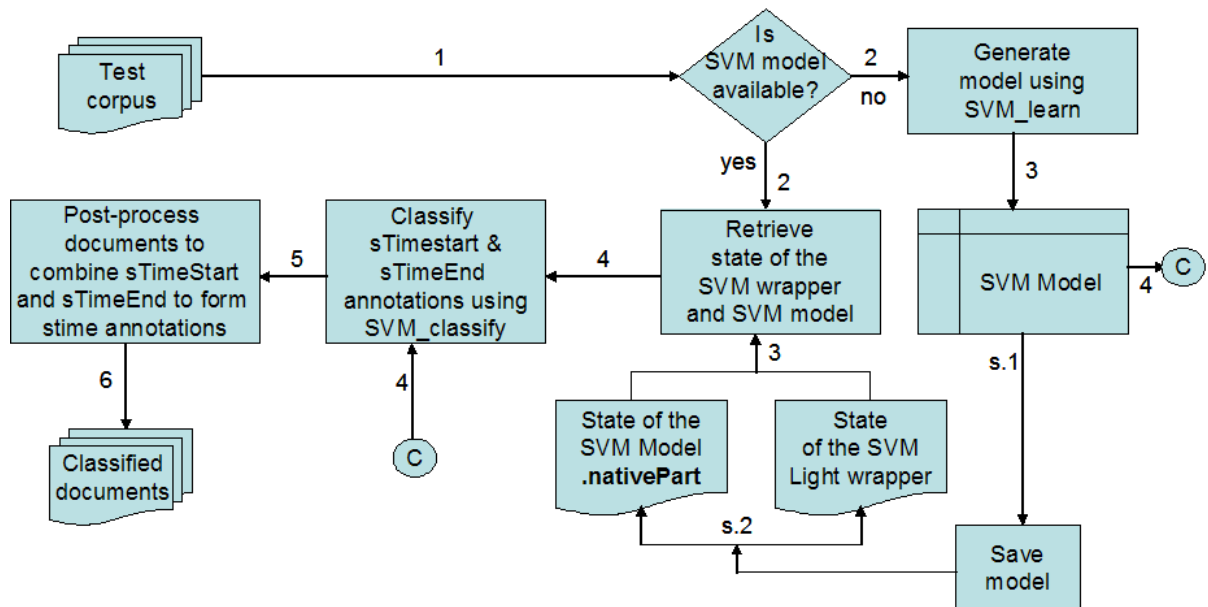 Test
corpus
1
Is
SVM model
available?
2
no
Generate
model using
SVM_learn
yes
2
3
Post-process
documents to
combine sTimeStart
and sTimeEnd to form
stime annotations
5
Classify
sTimestart &
sTimeEnd
annotations using
SVM_classify
4
Retrieve
state of the
SVM wrapper
and SVM model
SVM Model
4
C
6
4
3
s.1
Classified
documents
C
State of the
SVM Model
.nativePart
State
of the SVM
Light wrapper
s.2
Save
model